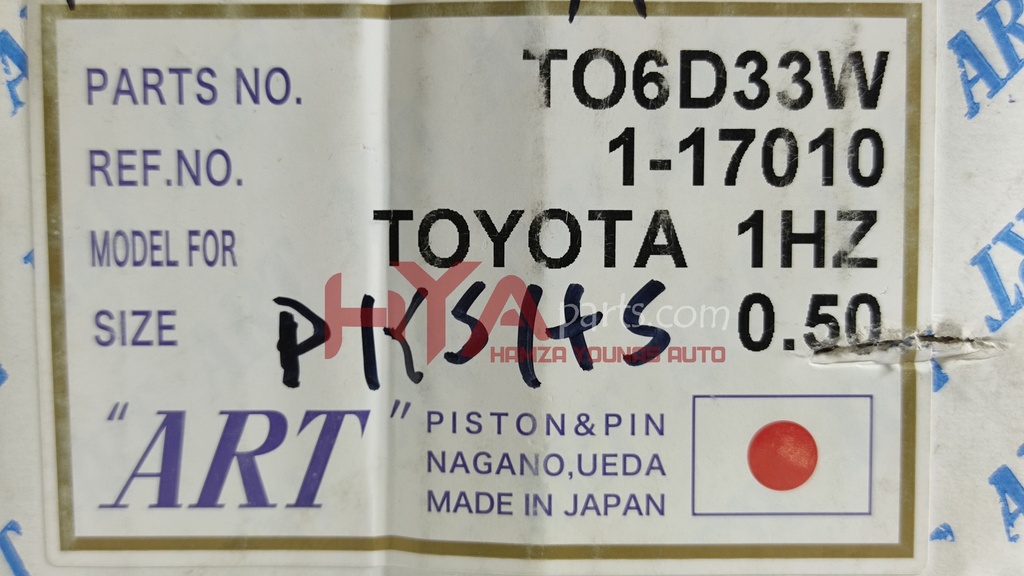 PARTS NO. TO6D33W
REF.NO. 1-17010
MODEL FOR TOYOTA 1HZ
SIZE 0.50
HYA parts.com
HAMZA YOUNAS AUTO
"ART"
PISTON&PIN
NAGANO,UEDA
MADE IN JAPAN